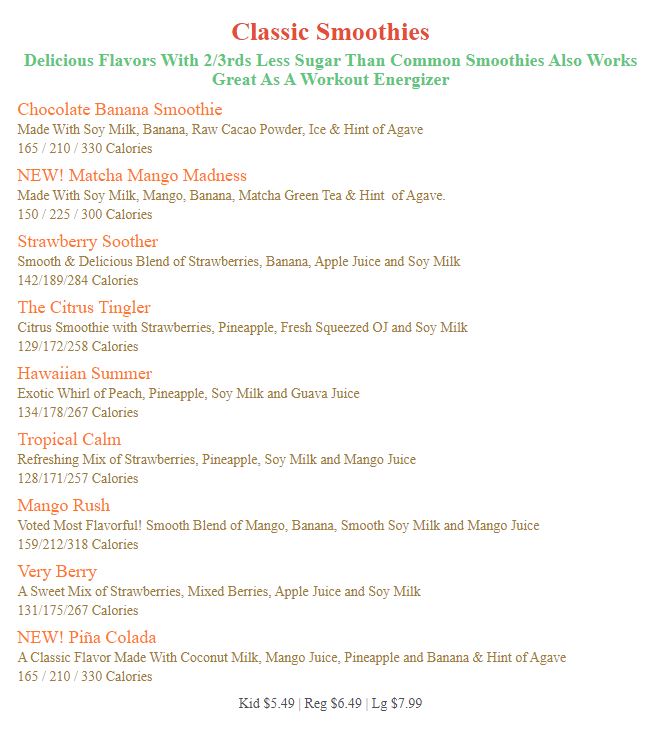 Classic Smoothies
Delicious Flavors With 2/3rds Less Sugar Than Common Smoothies Also Works
Great As A Workout Energizer
Chocolate Banana Smoothie
Made With Soy Milk, Banana, Raw Cacao Powder, Ice & Hint of Agave
165 / 210 / 330 Calories
NEW! Matcha Mango Madness
Made With Soy Milk, Mango, Banana, Matcha Green Tea & Hint  of Agave.
150 / 225 / 300 Calories
Strawberry Soother
Smooth & Delicious Blend of Strawberries, Banana, Apple Juice and Soy Milk
142/189/284 Calories
The Citrus Tingler
Citrus Smoothie with Strawberries, Pineapple, Fresh Squeezed OJ and Soy Milk
129/172/258 Calories
Hawaiian Summer
Exotic Whirl of Peach, Pineapple, Soy Milk and Guava Juice
134/178/267 Calories
Tropical Calm
Refreshing Mix of Strawberries, Pineapple, Soy Milk and Mango Juice
128/171/257 Calories
Mango Rush
Voted Most Flavorful! Smooth Blend of Mango, Banana, Smooth Soy Milk and Mango Juice
159/212/318 Calories
Very Berry
A Sweet Mix of Strawberries, Mixed Berries, Apple Juice and Soy Milk
131/175/267 Calories
NEW! Piña Colada
A Classic Flavor Made With Coconut Milk, Mango Juice, Pineapple and Banana & Hint of Agave
165 / 210 / 330 Calories
Kid $5.49 | Reg $6.49 | Lg $7.99